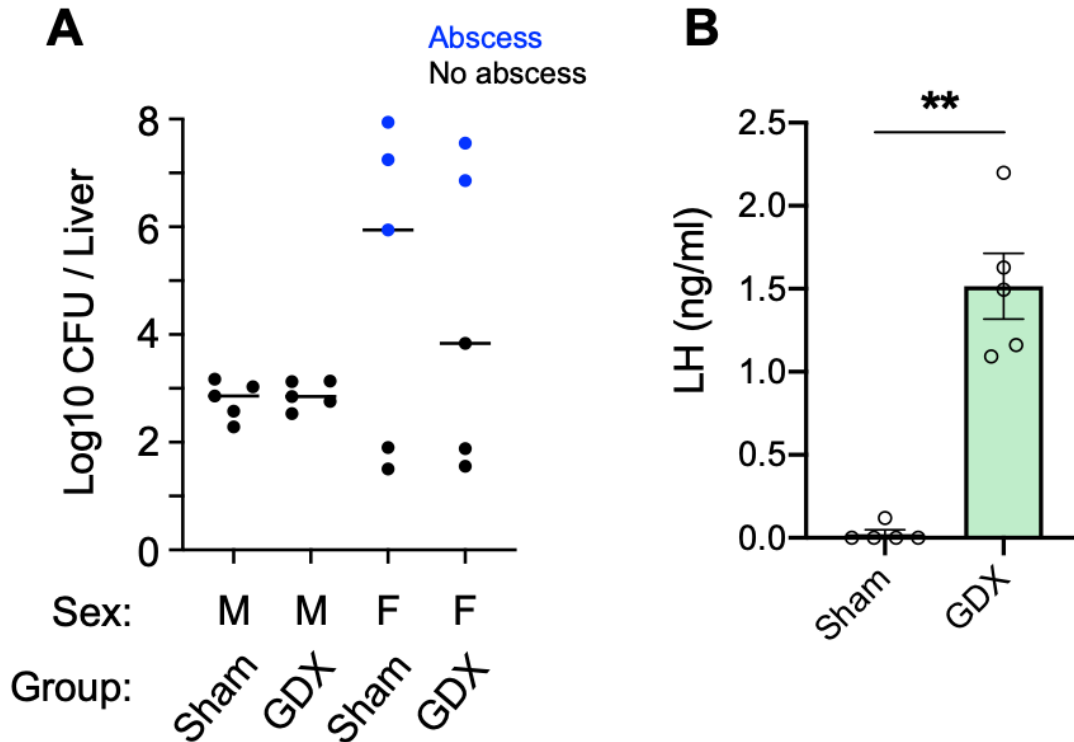 A
Abscess
No abscess
Log10 CFU / Liver
8
6
4
2
0
Sex: M M F F
Group: Sham GDX Sham GDX
B
**
LH (ng/ml)
2.5
2.0
1.5
1.0
0.5
0.0
Sham GDX